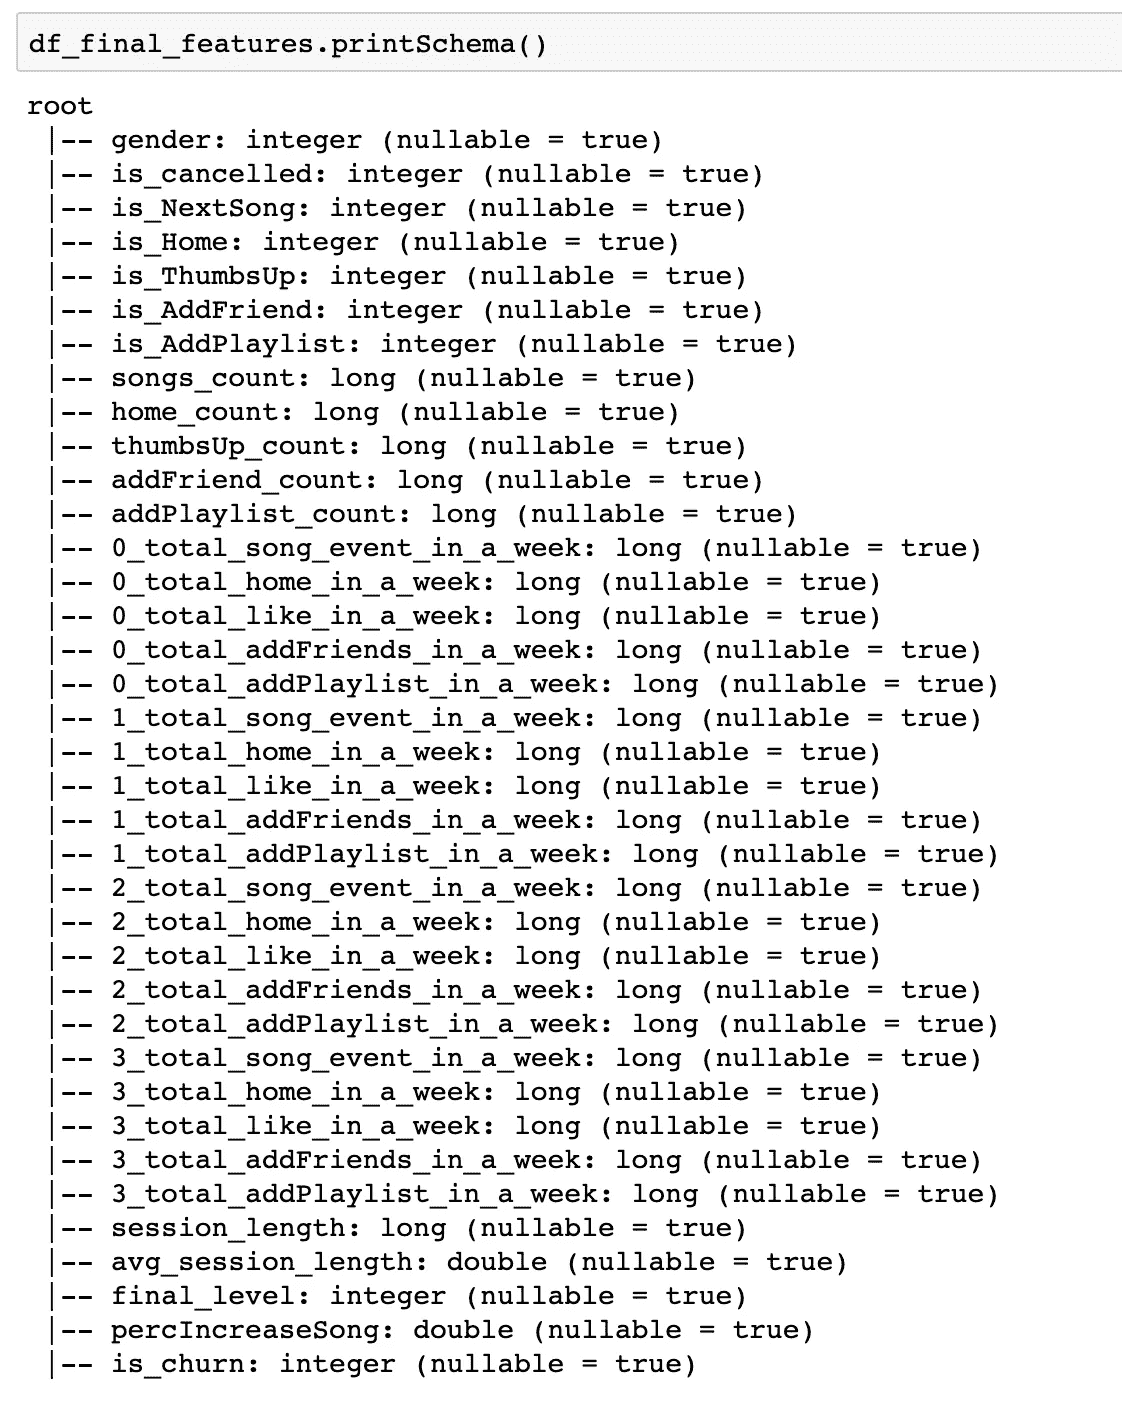 df_final_features.printSchema()
root
|-- gender: integer (nullable = true)
|-- is_cancelled: integer (nullable = true)
|-- is_NextSong: integer (nullable = true)
|-- is_Home: integer (nullable = true)
|-- is_ThumbsUp: integer (nullable = true)
|-- is_AddFriend: integer (nullable = true)
|-- is_AddPlaylist: integer (nullable = true)
|-- songs_count: long (nullable = true)
|-- home_count: long (nullable = true)
|-- thumbsUp_count: long (nullable = true)
|-- addFriend_count: long (nullable = true)
|-- addPlaylist_count: long (nullable = true)
|-- 0_total_song_event_in_a_week: long (nullable = true)
|-- 0_total_home_in_a_week: long (nullable = true)
|-- 0_total_like_in_a_week: long (nullable = true)
|-- 0_total_addFriends_in_a_week: long (nullable = true)
|-- 0_total_addPlaylist_in_a_week: long (nullable = true)
|-- 1_total_song_event_in_a_week: long (nullable = true)
|-- 1_total_home_in_a_week: long (nullable = true)
|-- 1_total_like_in_a_week: long (nullable = true)
|-- 1_total_addFriends_in_a_week: long (nullable = true)
|-- 1_total_addPlaylist_in_a_week: long (nullable = true)
|-- 2_total_song_event_in_a_week: long (nullable = true)
|-- 2_total_home_in_a_week: long (nullable = true)
|-- 2_total_like_in_a_week: long (nullable = true)
|-- 2_total_addFriends_in_a_week: long (nullable = true)
|-- 2_total_addPlaylist_in_a_week: long (nullable = true)
|-- 3_total_song_event_in_a_week: long (nullable = true)
|-- 3_total_home_in_a_week: long (nullable = true)
|-- 3_total_like_in_a_week: long (nullable = true)
|-- 3_total_addFriends_in_a_week: long (nullable = true)
|-- 3_total_addPlaylist_in_a_week: long (nullable = true)
|-- session_length: long (nullable = true)
|-- avg_session_length: double (nullable = true)
|-- final_level: integer (nullable = true)
|-- percIncreaseSong: double (nullable = true)
|-- is_churn: integer (nullable = true)